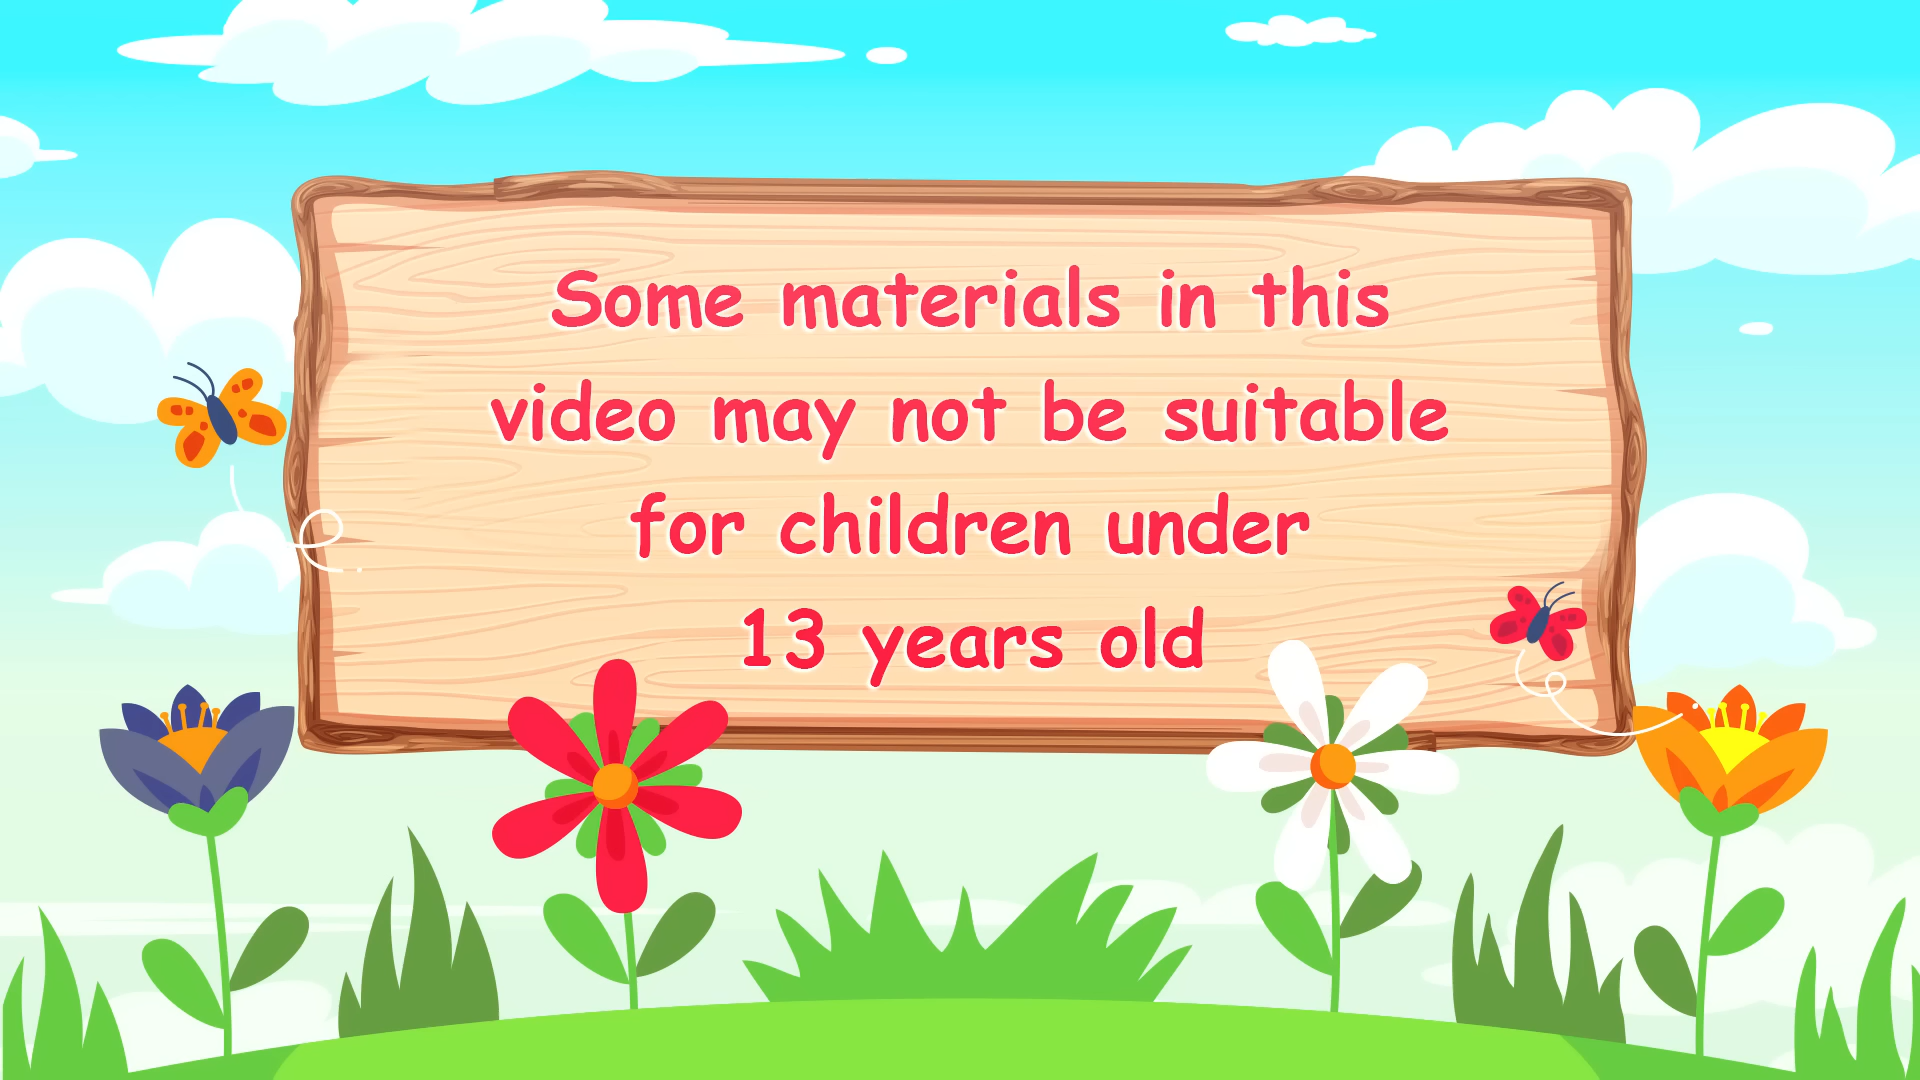 Some materials in this
video may not be suitable
for children under
13 years old